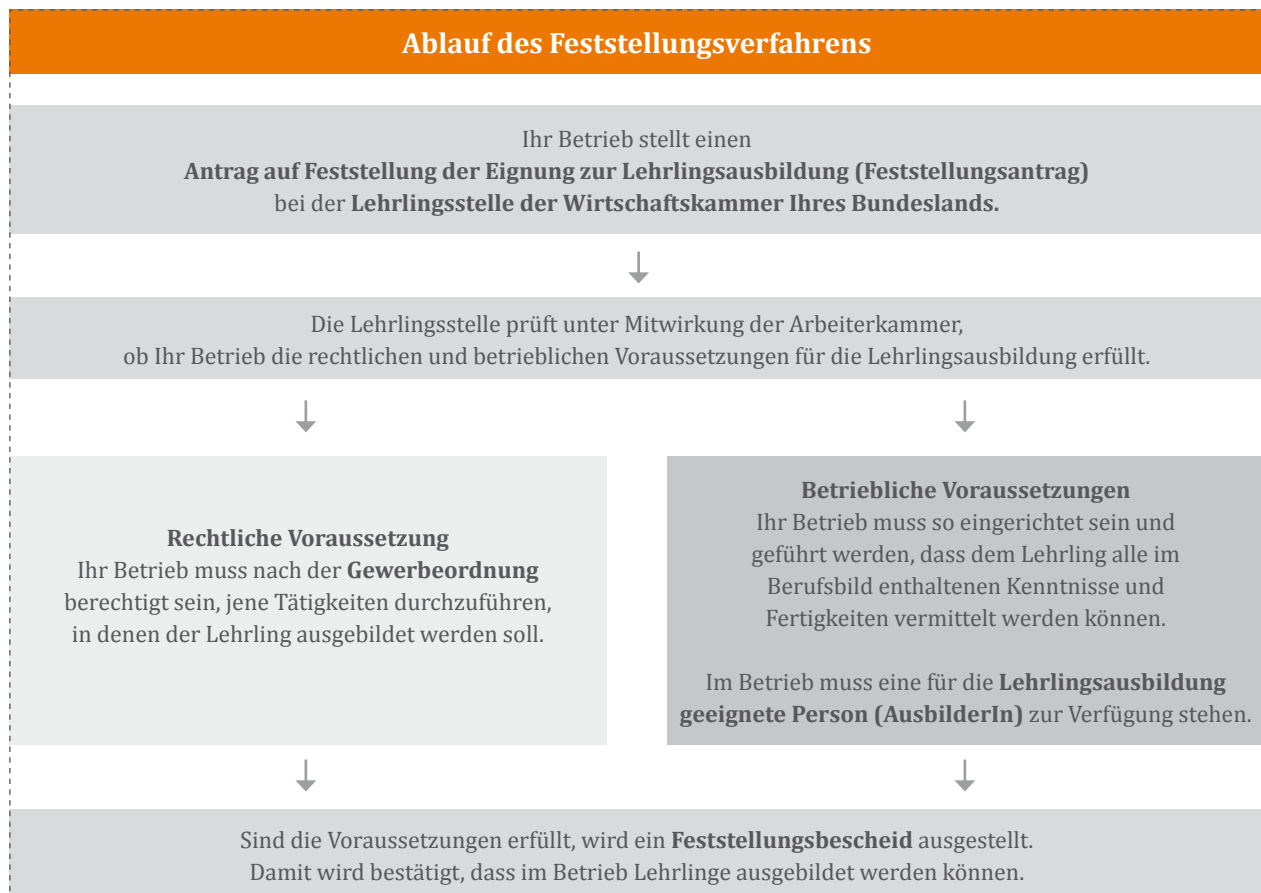 Ablauf des Feststellungsverfahrens
Ihr Betrieb stellt einen
Antrag auf Feststellung der Eignung zur Lehrlingsausbildung (Feststellungsantrag)
bei der Lehrlingsstelle der Wirtschaftskammer Ihres Bundeslands.
Die Lehrlingsstelle prüft unter Mitwirkung der Arbeiterkammer,
ob Ihr Betrieb die rechtlichen und betrieblichen Voraussetzungen für die Lehrlingsausbildung erfüllt.
Rechtliche Voraussetzung
Ihr Betrieb muss nach der Gewerbeordnung
berechtigt sein, jene Tätigkeiten durchzuführen,
in denen der Lehrling ausgebildet werden soll.
Betriebliche Voraussetzungen
Ihr Betrieb muss so eingerichtet sein und
geführt werden, dass dem Lehrling alle im
Berufsbild enthaltenen Kenntnisse und
Fertigkeiten vermittelt werden können.
Im Betrieb muss eine für die Lehrlingsausbildung
geeignete Person (AusbilderIn) zur Verfügung stehen.
Sind die Voraussetzungen erfüllt, wird ein Feststellungsbescheid ausgestellt.
Damit wird bestätigt, dass im Betrieb Lehrlinge ausgebildet werden können.